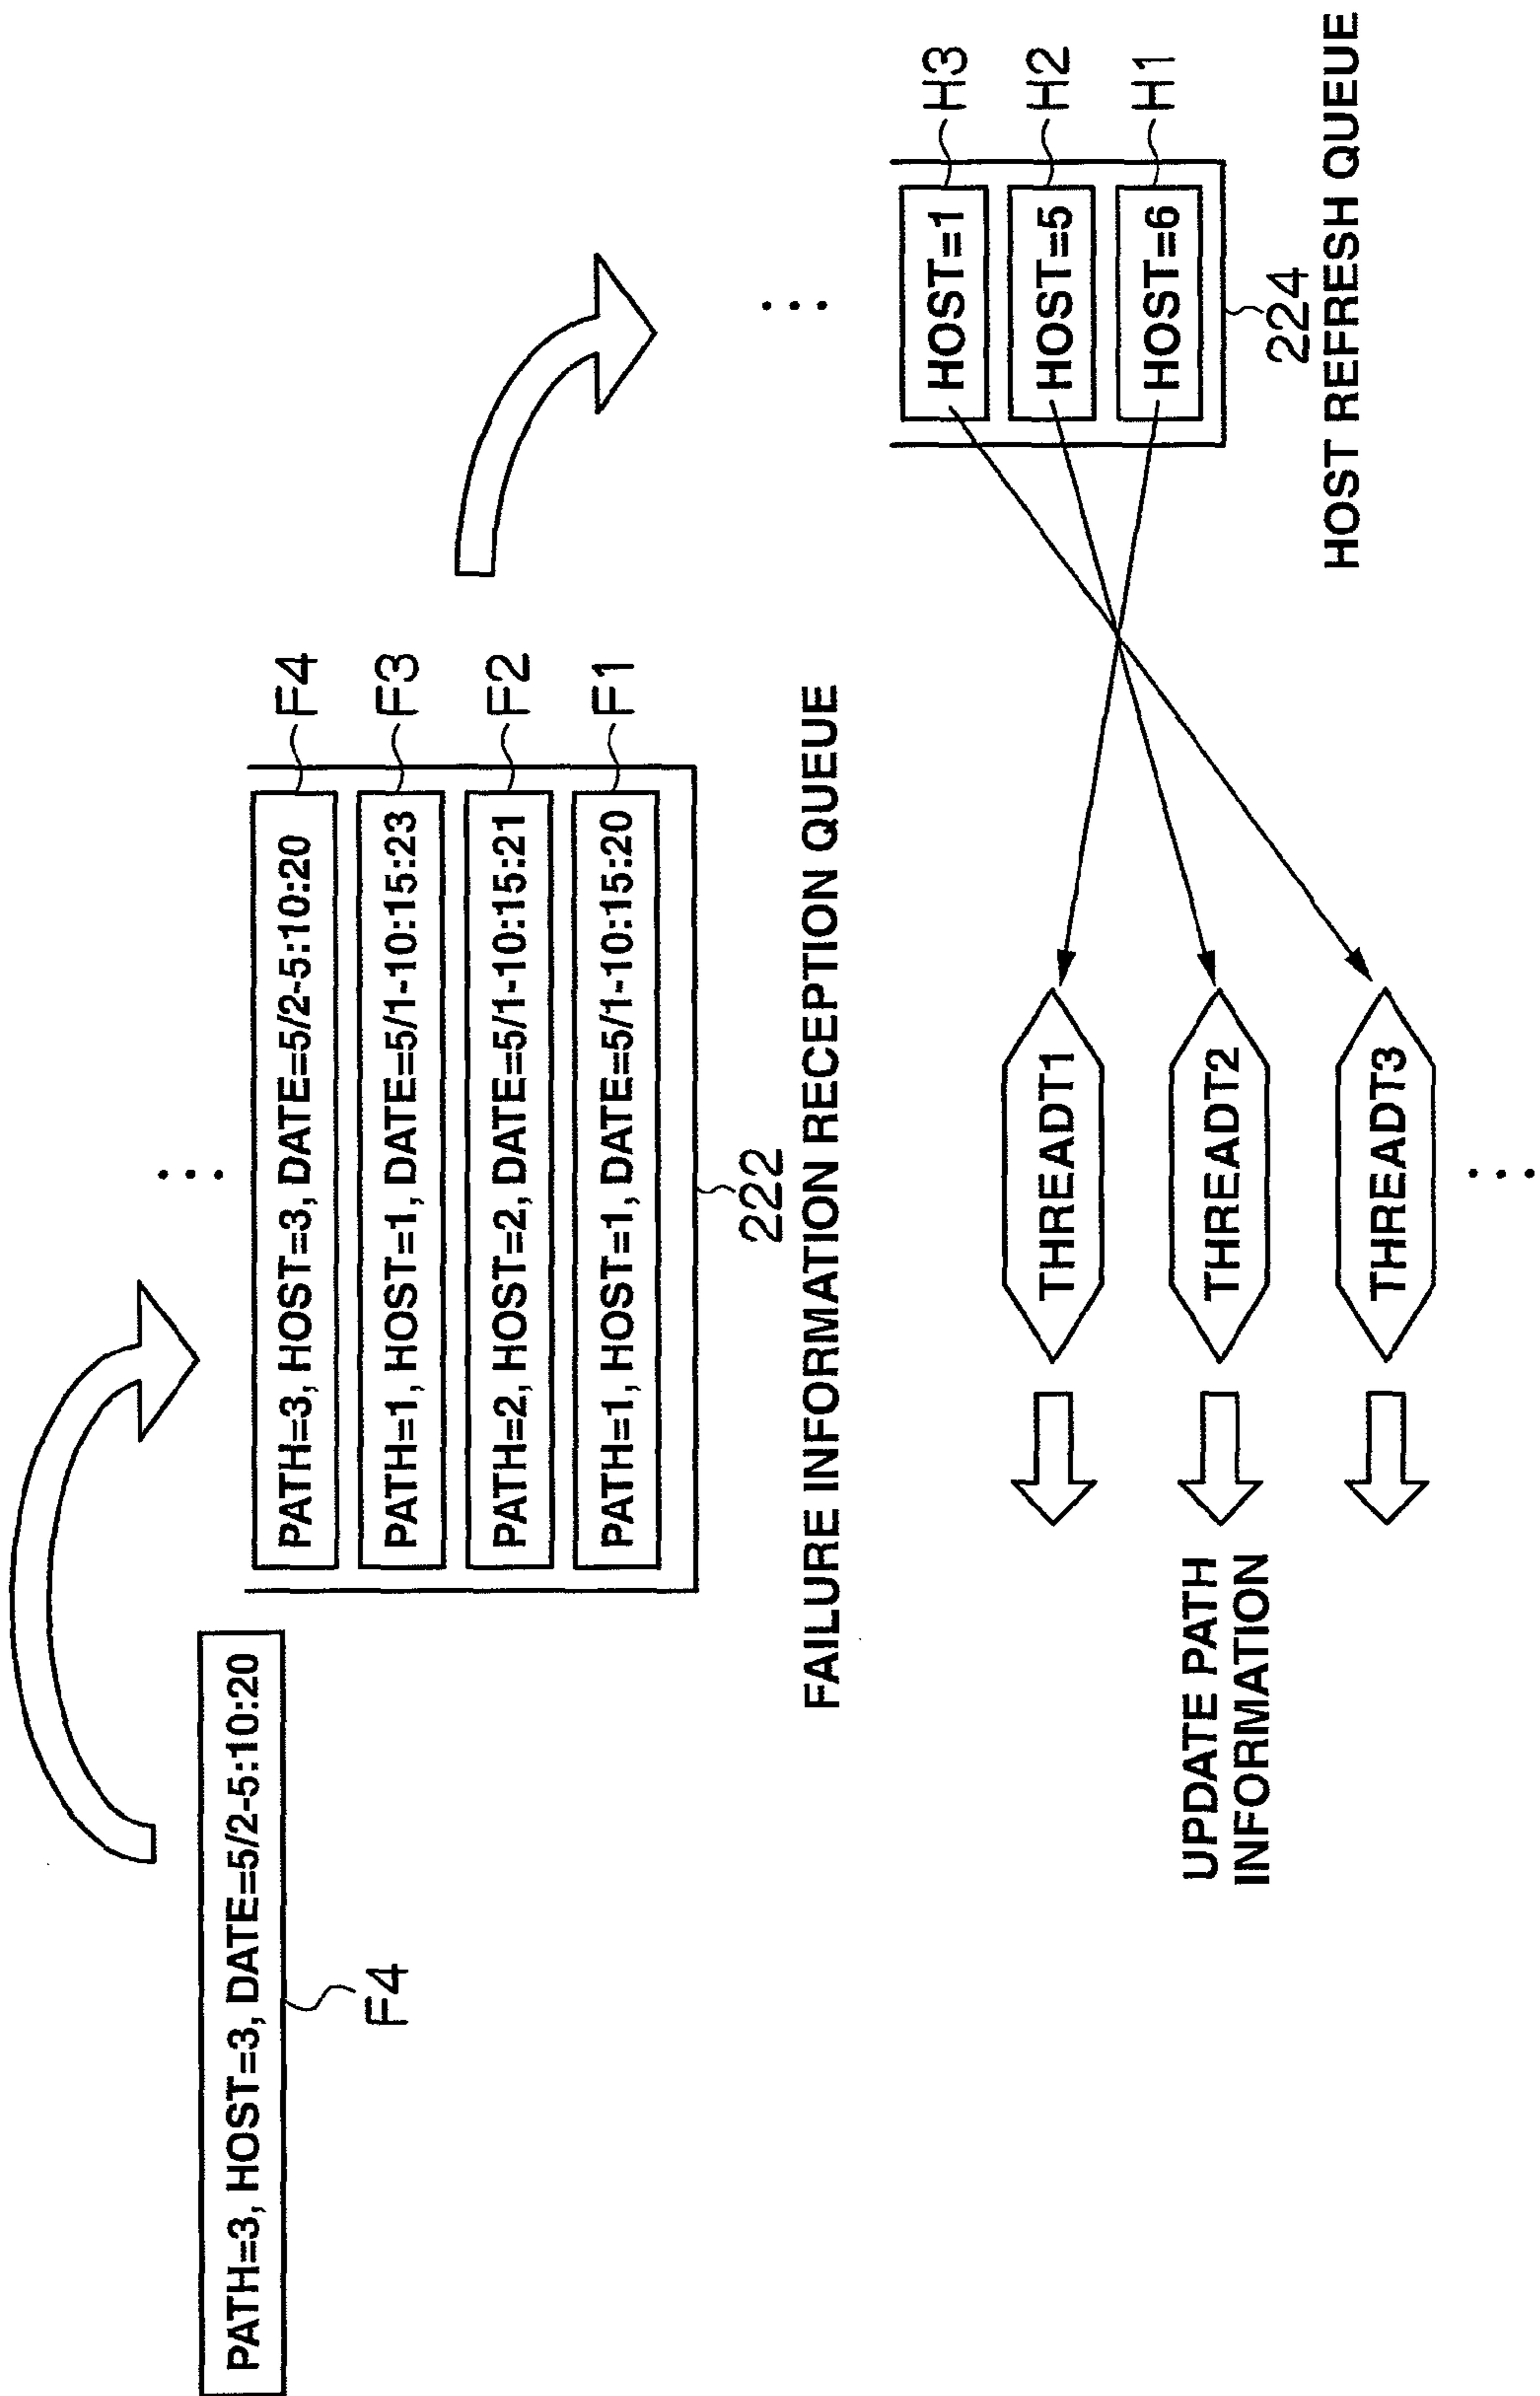 PATH=3, HOST=3, DATE=5/2-5:10:20
F4
PATH=3, HOST=3, DATE=5/2-5:10:20
F4
PATH=1, HOST=1, DATE=5/1-10:15:23
F3
PATH=2, HOST=2, DATE=5/1-10:15:21
F2
PATH=1, HOST=1, DATE=5/1-10:15:20
F1
222
FAILURE INFORMATION RECEPTION QUEUE
HOST=1
H3
HOST=5
H2
HOST=6
H1
224
HOST REFRESH QUEUE
THREADT1
THREADT2
THREADT3
UPDATE PATH
INFORMATION